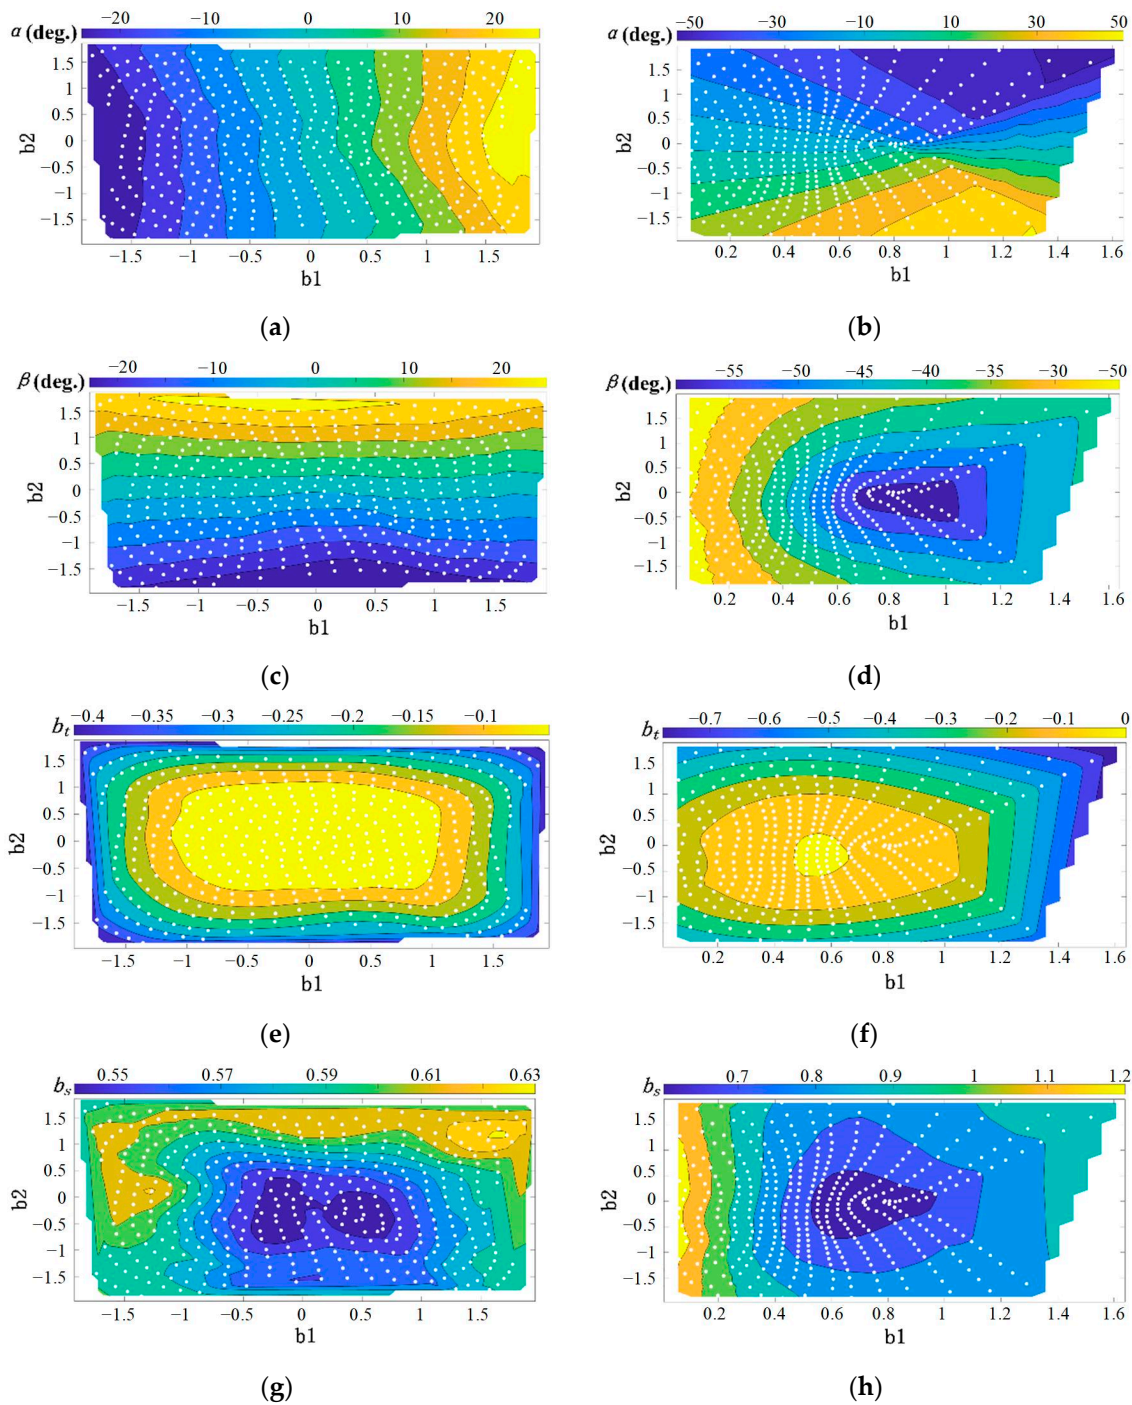 −20 −10 0 10 20
α (deg.)
1.5
1
0.5
0
−0.5
−1
−1.5
b2
−1.5 −1 −0.5 0 0.5 1 1.5
b1
(a)
−50 −30 −10 10 30 50
α (deg.)
1.5
1
0.5
0
−0.5
−1
−1.5
b2
0.2 0.4 0.6 0.8 1 1.2 1.4 1.6
b1
(b)
−20 −10 0 10 20
β (deg.)
1.5
1
0.5
0
−0.5
−1
−1.5
b2
−1.5 −1 −0.5 0 0.5 1 1.5
b1
(c)
−55 −50 −45 −42 −40 −35 −31 −50
β (deg.)
1.5
1
0.5
0
−0.5
−1
−1.5
b2
0.2 0.4 0.6 0.8 1 1.2 1.4 1.6
b1
(d)
−0.4 −0.35 −0.3 −0.25 −0.2 −0.15 −0.1
b_t
1.5
1
0.5
0
−0.5
−1
−1.5
b2
−1.5 −1 −0.5 0 0.5 1 1.5
b1
(e)
−0.7 −0.6 −0.5 −0.4 −0.3 −0.2 −0.1 0
b_t
1.5
1
0.5
0
−0.5
−1
−1.5
b2
0.2 0.4 0.6 0.8 1 1.2 1.4 1.6
b1
(f)
0.55 0.57 0.59 0.61 0.63
b_s
1.5
1
0.5
0
−0.5
−1
−1.5
b2
−1.5 −1 −0.5 0 0.5 1 1.5
b1
(g)
0.7 0.8 0.9 1 1.1 1.2
b_s
1.5
1
0.5
0
−0.5
−1
−1.5
b2
0.2 0.4 0.6 0.8 1 1.2 1.4 1.6
b1
(h)